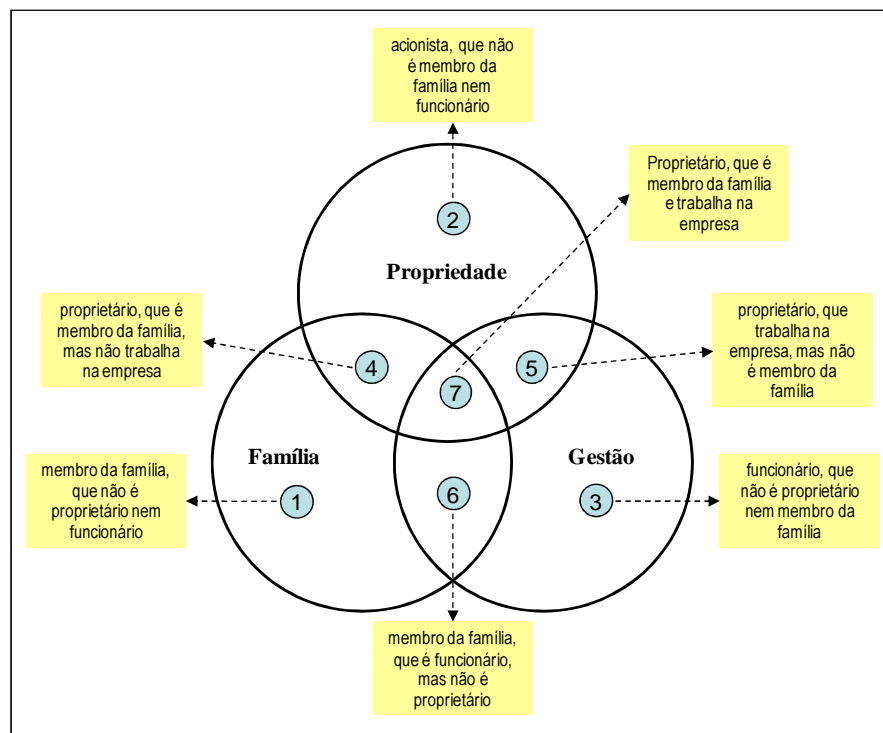 acionista, que não
é membro da
família nem
funcionário
Proprietário, que é
membro da família
e trabalha na
empresa
2
Propriedade
proprietário, que é
membro da família,
mas não trabalha
na empresa
proprietário, que
trabalha na
empresa, mas não
é membro da
família
4
5
7
Família
Gestão
membro da família,
que não é
proprietário nem
funcionário
funcionário, que
não é proprietário
nem membro da
família
1
6
3
membro da família,
que é funcionário,
mas não é
proprietário